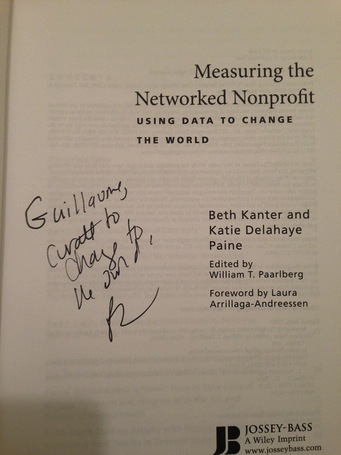 Measuring the
Networked Nonprofit
USING DATA TO CHANGE
THE WORLD
Guillaume,
to
Beth Kanter and
Katie Delahaye
Paine
Edited by
William T. Paarlberg
Foreword by Laura
Arrillaga-Andreessen
JB
JOSSEY-BASS
A Wiley Imprint
www.josseybass.com